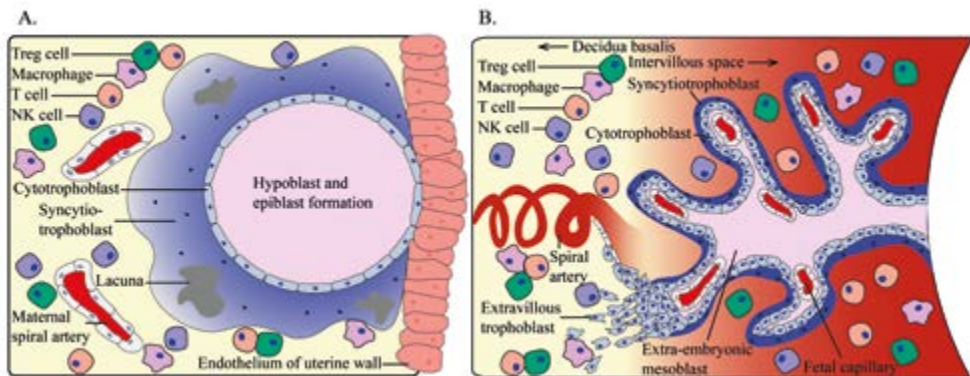 A.
Treg cell
Macrophage
T cell
NK cell
Cytotrophoblast
Syncytio-
trophoblast
Lacuna
Maternal
spiral artery
Hypoblast and
epiblast formation
Endothelium of uterine wall
B.
Decidua basalis
Intervillous space
Treg cell
Syncytiotrophoblast
Macrophage
T cell
Cytotrophoblast
NK cell
Spiral
artery
Extravillous
trophoblast
Extra-embryonic
mesoblast
Fetal capillary